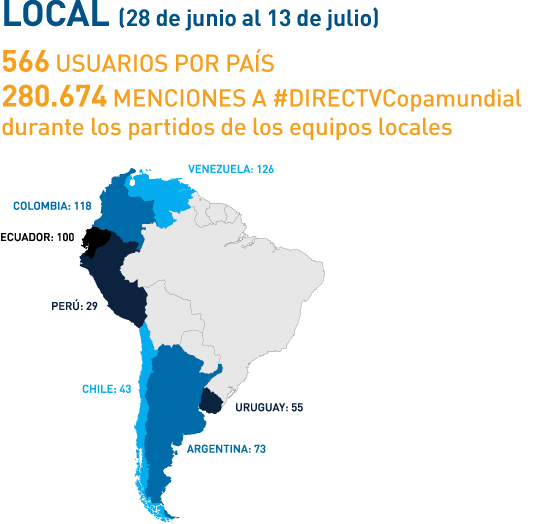 LOCAL (28 de junio al 13 de julio)
566 USUARIOS POR PAÍS
280.674 MENCIONES A #DIRECTVCopamundial
durante los partidos de los equipos locales
VENEZUELA: 126
COLOMBIA: 118
ECUADOR: 100
PERÚ: 29
CHILE: 43
URUGUAY: 55
ARGENTINA: 73